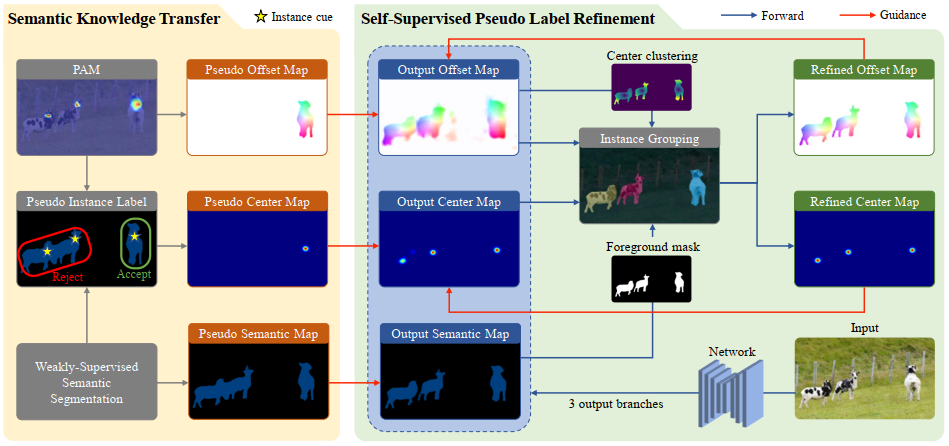 Semantic Knowledge Transfer
Instance cue
Self-Supervised Pseudo Label Refinement
Forward
Guidance
PAM
Pseudo Offset Map
Output Offset Map
Center clustering
Refined Offset Map
Instance Grouping
Pseudo Instance Label
Pseudo Center Map
Output Center Map
Refined Center Map
Reject
Accept
Foreground mask
Pseudo Semantic Map
Output Semantic Map
Input
Weakly-Supervised
Semantic
Segmentation
Network
3 output branches